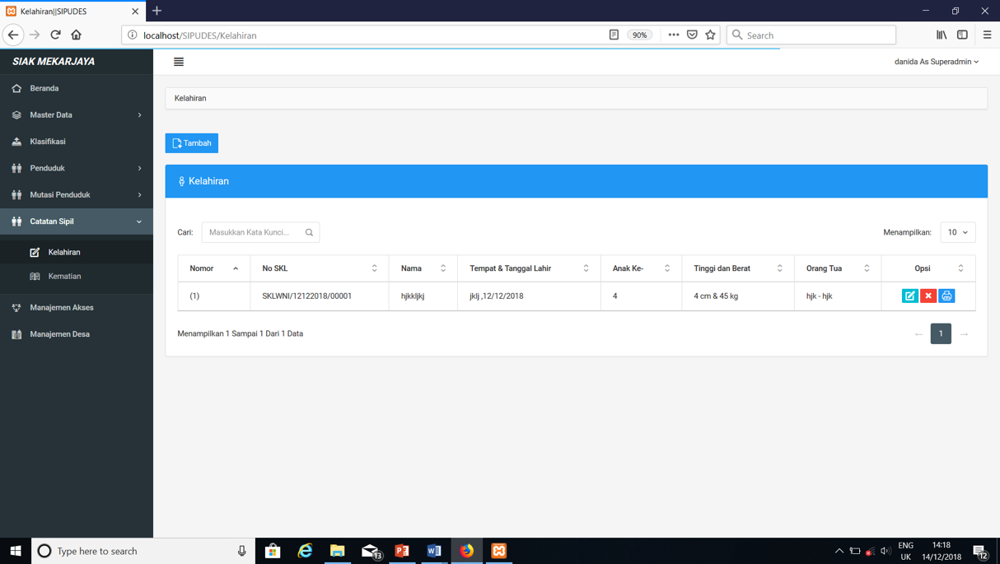 Kelahiran||SIPUDES
localhost/SIPUDES/Kelahiran
90%
Search
SIAK MEKARJAYA
danida As Superadmin
Beranda
Master Data
Klasifikasi
Penduduk
Mutasi Penduduk
Catatan Sipil
Kelahiran
Kematian
Manajemen Akses
Manajemen Desa
Kelahiran
Tambah
Kelahiran
Cari: Masukkan Kata Kunci... Menampilkan: 10
Nomor No SKL Nama Tempat & Tanggal Lahir Anak Ke- Tinggi dan Berat Orang Tua Opsi
(1) SKLWNI/12122018/00001 hjkkljkj jklj ,12/12/2018 4 4 cm & 45 kg hjk - hjk
Menampilkan 1 Sampai 1 Dari 1 Data
← 1 →
Type here to search
13
ENG
UK
14:18
14/12/2018
12